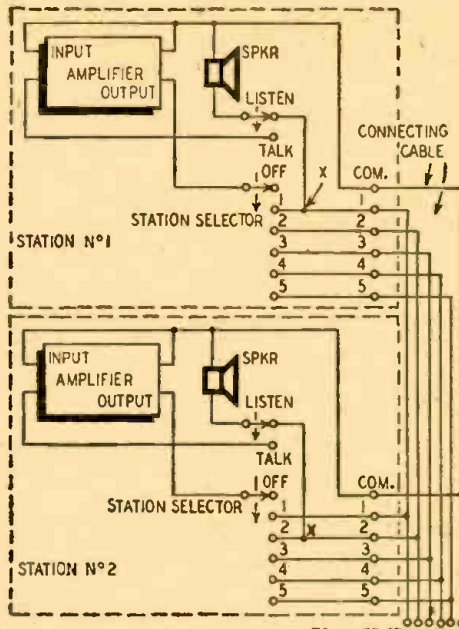 INPUT
AMPLIFIER
OUTPUT
SPKR
LISTEN
TALK
OFF
STATION SELECTOR
1
2
3
4
5
X
COM.
1
2
3
4
5
CONNECTING
CABLE
STATION Nº1
INPUT
AMPLIFIER
OUTPUT
SPKR
LISTEN
TALK
OFF
STATION SELECTOR
1
2
3
4
5
X
COM.
1
2
3
4
5
STATION Nº2